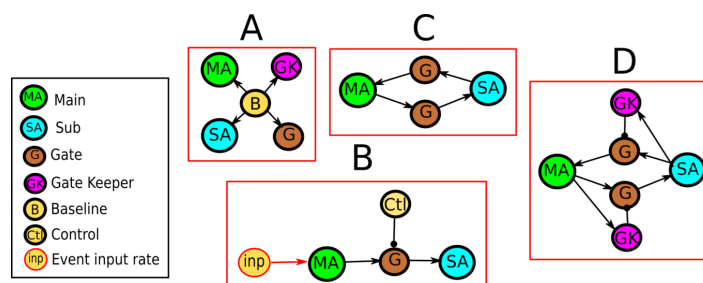 MA Main
SA Sub
G Gate
GK Gate Keeper
B Baseline
Ctl Control
inp Event input rate
A
MA
GK
B
SA
G
C
G
MA
SA
G
B
Ctl
inp
MA
G
SA
D
GK
G
MA
SA
G
GK